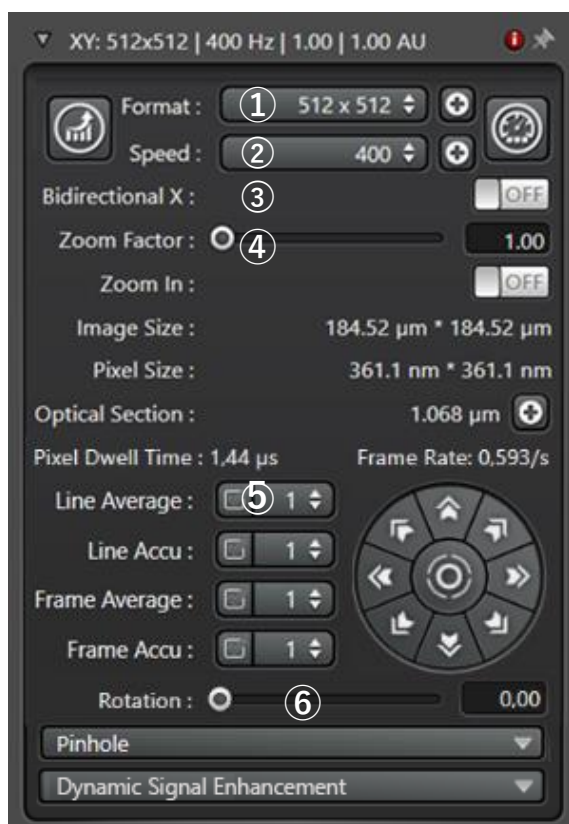 XY: 512x512 | 400 Hz | 1.00 | 1.00 AU
Format : ① 512 x 512
Speed : ② 400
Bidirectional X : ③ OFF
Zoom Factor : ④ 1.00
Zoom In : OFF
Image Size : 184.52 µm * 184.52 µm
Pixel Size : 361.1 nm * 361.1 nm
Optical Section : 1.068 µm
Pixel Dwell Time : 1,44 µs Frame Rate: 0,593/s
Line Average : ⑤ 1
Line Accu : 1
Frame Average : 1
Frame Accu : 1
Rotation : ⑥ 0,00
Pinhole
Dynamic Signal Enhancement